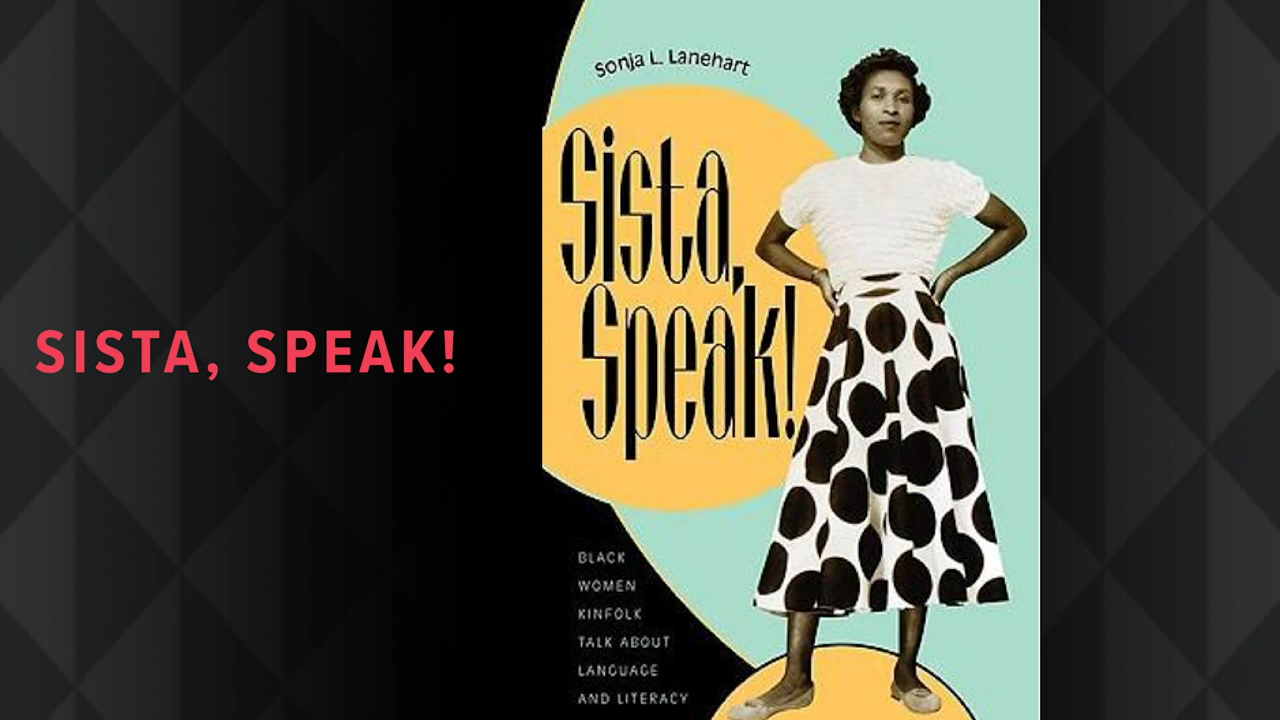 SISTA, SPEAK!
Sonja L. Lanehart
Sista,
Speak!
BLACK
WOMEN
KINFOLK
TALK ABOUT
LANGUAGE
AND LITERACY